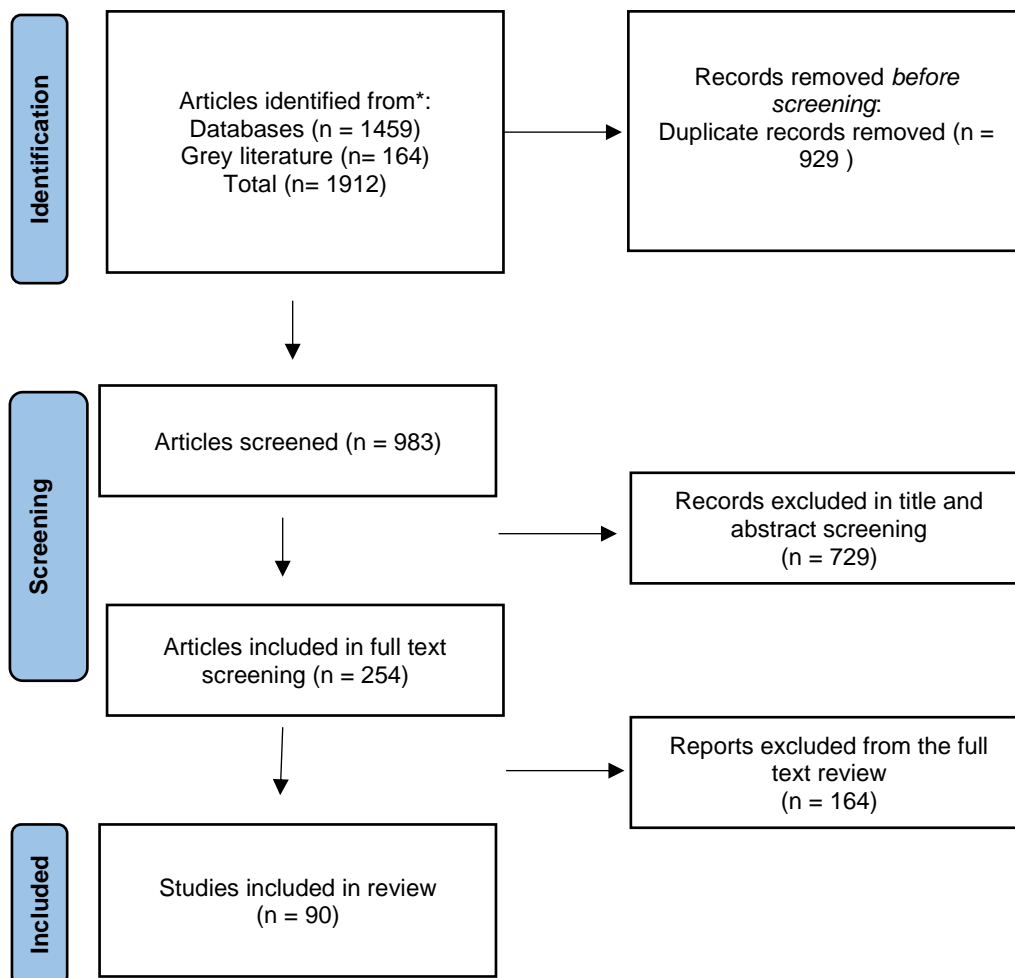 Identification
Articles identified from*:
Databases (n = 1459)
Grey literature (n= 164)
Total (n= 1912)
Records removed before
screening:
Duplicate records removed (n =
929 )
Screening
Articles screened (n = 983)
Records excluded in title and
abstract screening
(n = 729)
Articles included in full text
screening (n = 254)
Reports excluded from the full
text review
(n = 164)
Included
Studies included in review
(n = 90)